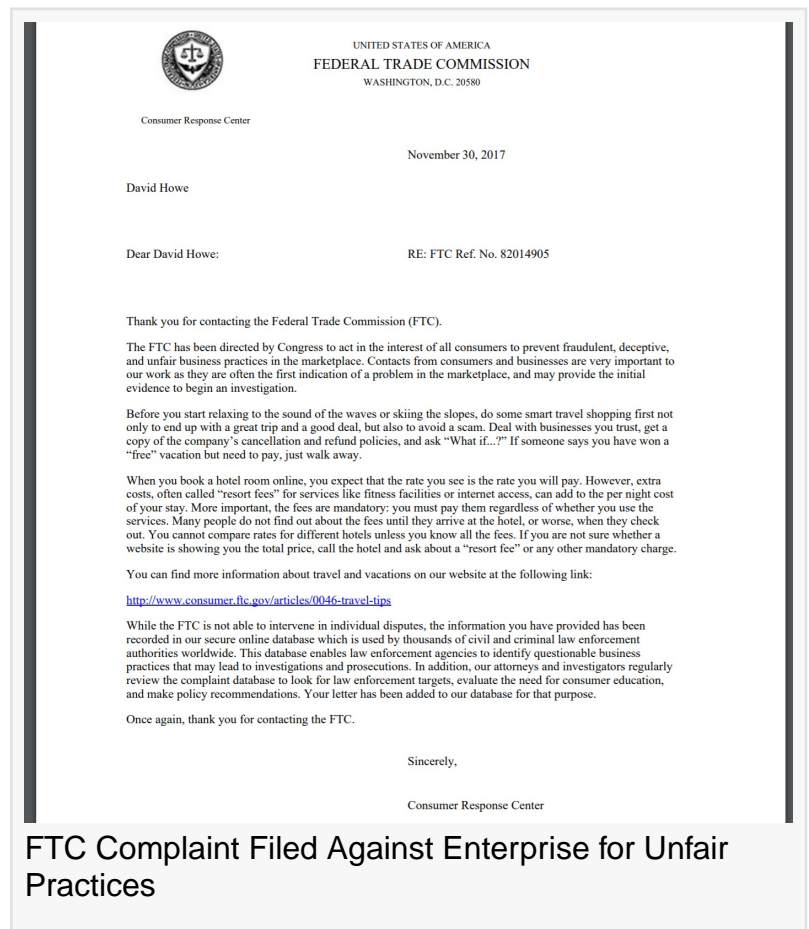 UNITED STATES OF AMERICA
FEDERAL TRADE COMMISSION
WASHINGTON, D.C. 20580
Consumer Response Center
November 30, 2017
David Howe
Dear David Howe:
RE: FTC Ref. No. 82014905
Thank you for contacting the Federal Trade Commission (FTC).
The FTC has been directed by Congress to act in the interest of all consumers to prevent fraudulent, deceptive,
and unfair business practices in the marketplace. Contacts from consumers and businesses are very important to
our work as they are often the first indication of a problem in the marketplace, and may provide the initial
evidence to begin an investigation.
Before you start relaxing to the sound of the waves or skiing the slopes, do some smart travel shopping first not
only to end up with a great trip and a good deal, but also to avoid a scam. Deal with businesses you trust, get a
copy of the company's cancellation and refund policies, and ask “What if...?” If someone says you have won a
“free” vacation but need to pay, just walk away.
When you book a hotel room online, you expect that the rate you see is the rate you will pay. However, extra
costs, often called “resort fees” for services like fitness facilities or internet access, can add to the per night cost
of your stay. More important, the fees are mandatory: you must pay them regardless of whether you use the
services. Many people do not find out about the fees until they arrive at the hotel, or worse, when they check
out. You cannot compare rates for different hotels unless you know all the fees. If you are not sure whether a
website is showing you the total price, call the hotel and ask about a “resort fee” or any other mandatory charge.
You can find more information about travel and vacations on our website at the following link:
http://www.consumer.ftc.gov/articles/0046-travel-tips
While the FTC is not able to intervene in individual disputes, the information you have provided has been
recorded in our secure online database which is used by thousands of civil and criminal law enforcement
authorities worldwide. This database enables law enforcement agencies to identify questionable business
practices that may lead to investigations and prosecutions. In addition, our attorneys and investigators regularly
review the complaint database to look for law enforcement targets, evaluate the need for consumer education,
and make policy recommendations. Your letter has been added to our database for that purpose.
Once again, thank you for contacting the FTC.
Sincerely,
Consumer Response Center
FTC Complaint Filed Against Enterprise for Unfair
Practices